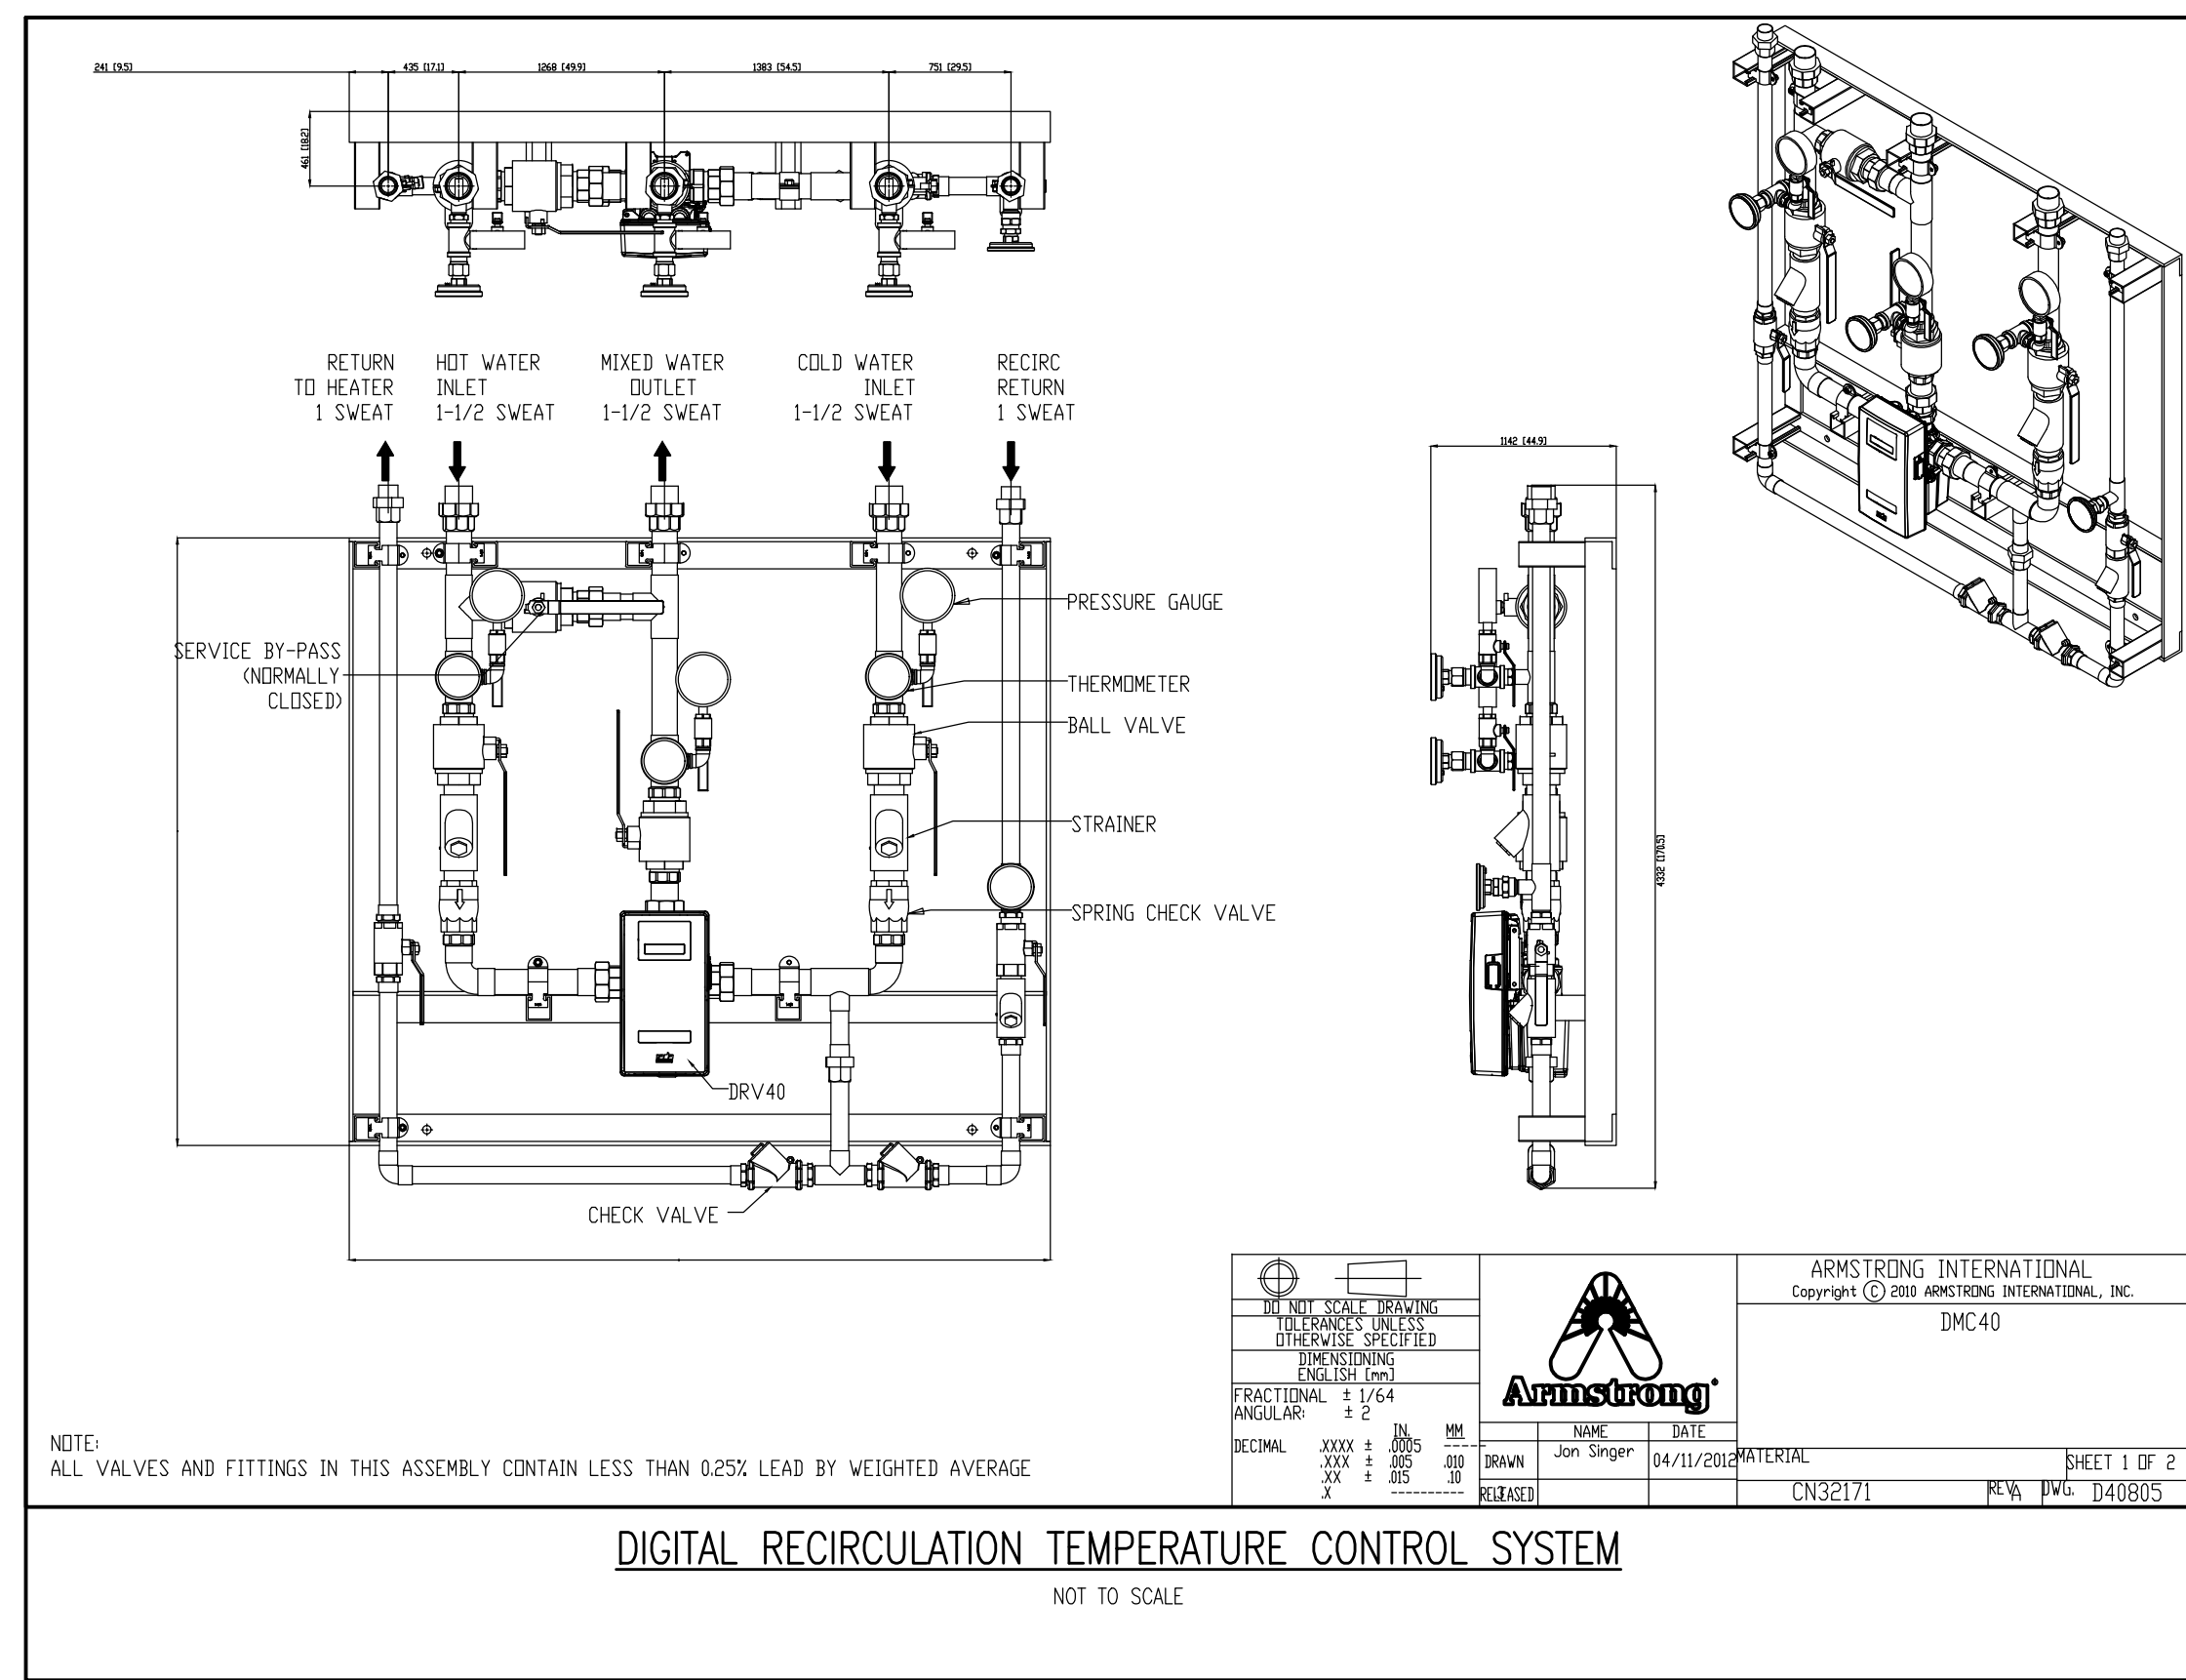 241 [9.5]
435 [17.1]
1268 [49.9]
1383 [54.5]
751 [29.5]
461 [18.2]
RETURN
TO HEATER
1 SWEAT
HOT WATER
INLET
1-1/2 SWEAT
MIXED WATER
OUTLET
1-1/2 SWEAT
COLD WATER
INLET
1-1/2 SWEAT
RECIRC
RETURN
1 SWEAT
1142 [44.9]
4332 [170.5]
PRESSURE GAUGE
SERVICE BY-PASS
(NORMALLY
CLOSED)
THERMOMETER
BALL VALVE
STRAINER
SPRING CHECK VALVE
DRV40
CHECK VALVE
NOTE:
ALL VALVES AND FITTINGS IN THIS ASSEMBLY CONTAIN LESS THAN 0.25% LEAD BY WEIGHTED AVERAGE
DO NOT SCALE DRAWING
TOLERANCES UNLESS
OTHERWISE SPECIFIED
DIMENSIONING
ENGLISH [mm]
FRACTIONAL ± 1/64
ANGULAR: ± 2
IN. MM
DECIMAL .XXXX ± .0005 -----
.XXX ± .005 .010
.XX ± .015 .10
.X ----------
Armstrong®
NAME DATE
DRAWN Jon Singer 04/11/2012
RELEASED
ARMSTRONG INTERNATIONAL
Copyright © 2010 ARMSTRONG INTERNATIONAL, INC.
DMC40
MATERIAL
SHEET 1 OF 2
CN32171
REV A
DWG. D40805
DIGITAL RECIRCULATION TEMPERATURE CONTROL SYSTEM
NOT TO SCALE